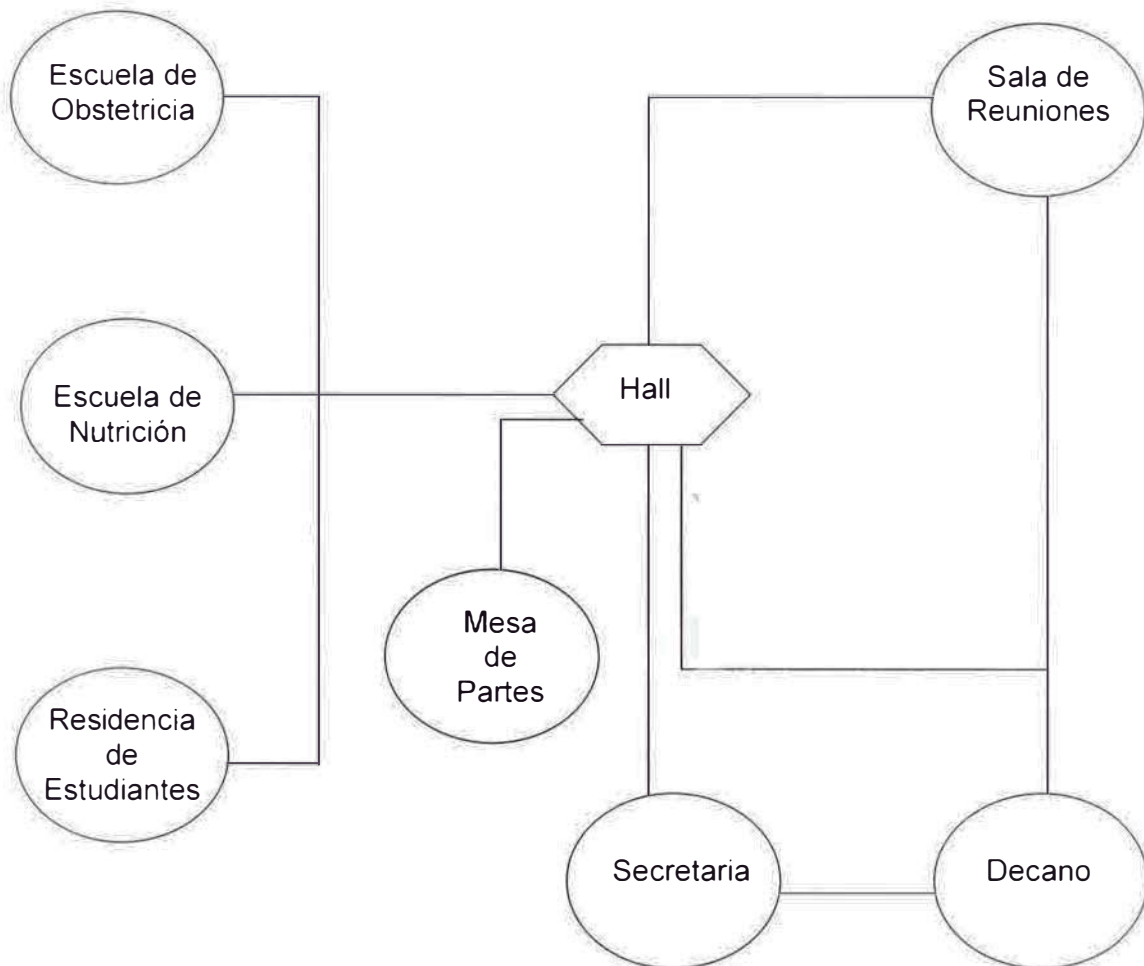 Escuela de
Obstetricia
Sala de
Reuniones
Escuela de
Nutrición
Hall
Mesa
de
Partes
Residencia
de
Estudiantes
Secretaria
Decano